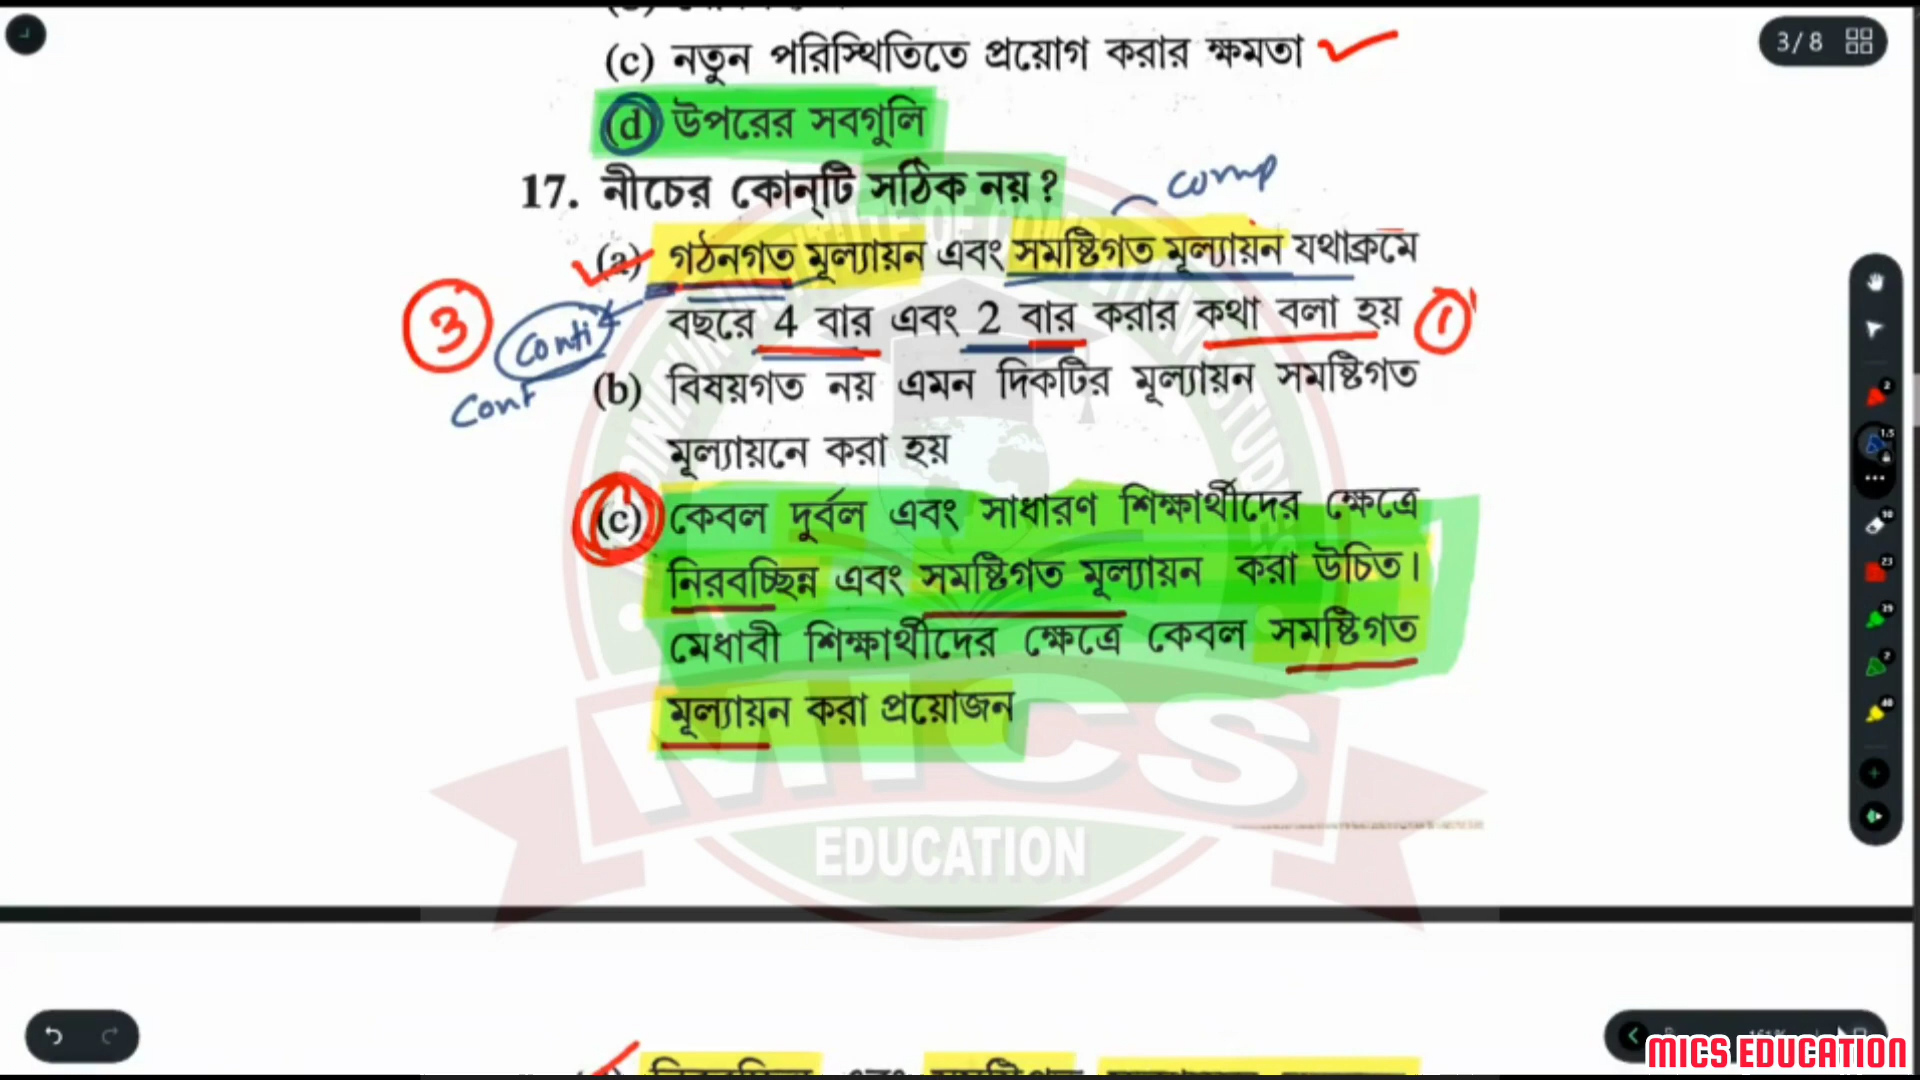 (c) নতুন পরিস্থিতিতে প্রয়োগ করার ক্ষমতা
3/8
(d) উপরের সবগুলি
17. নীচের কোন্‌টি সঠিক নয়?
comp
(a) গঠনগত মূল্যায়ন এবং সমষ্টিগত মূল্যায়ন যথাক্রমে
বছরে 4 বার এবং 2 বার করার কথা বলা হয়
3
Conti
1
Cont
(b) বিষয়গত নয় এমন দিকটির মূল্যায়ন সমষ্টিগত
মূল্যায়নে করা হয়
(c) কেবল দুর্বল এবং সাধারণ শিক্ষার্থীদের ক্ষেত্রে
নিরবচ্ছিন্ন এবং সমষ্টিগত মূল্যায়ন করা উচিত।
মেধাবী শিক্ষার্থীদের ক্ষেত্রে কেবল সমষ্টিগত
মূল্যায়ন করা প্রয়োজন
MICS
EDUCATION
MICS EDUCATION